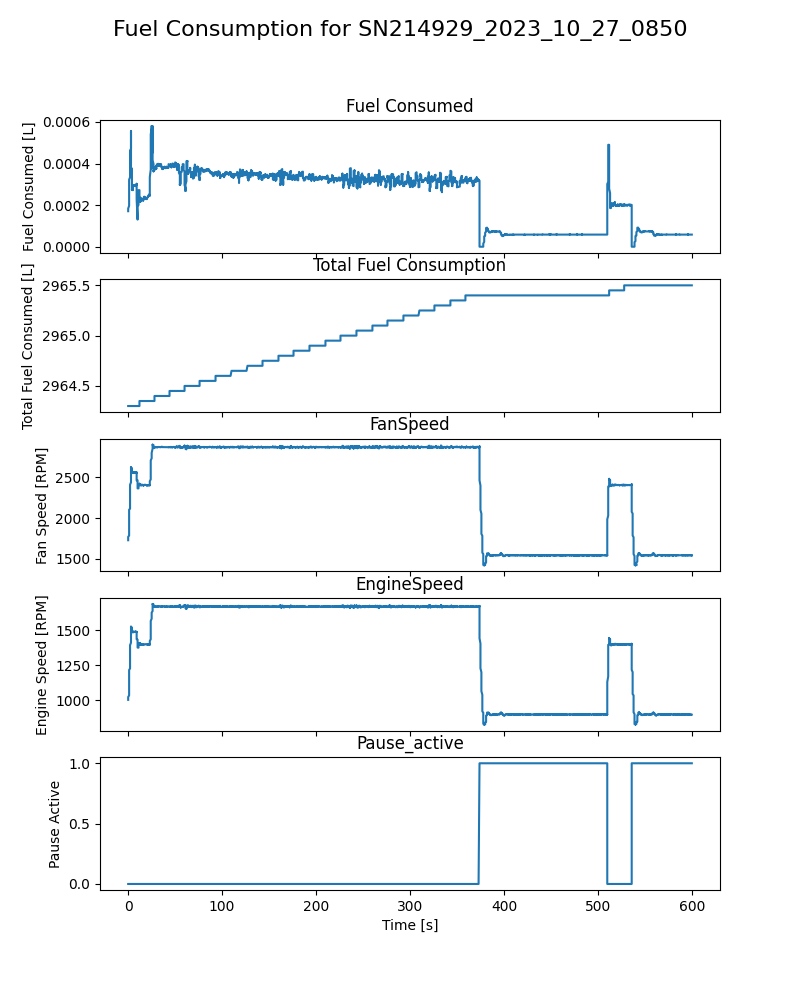 Fuel Consumption for SN214929_2023_10_27_0850
Fuel Consumed
Fuel Consumed [L]
0.0006
0.0004
0.0002
0.0000
Total Fuel Consumption
Total Fuel Consumed [L]
2965.5
2965.0
2964.5
FanSpeed
Fan Speed [RPM]
2500
2000
1500
EngineSpeed
Engine Speed [RPM]
1500
1250
1000
Pause_active
Pause Active
1.0
0.5
0.0
0 100 200 300 400 500 600
Time [s]